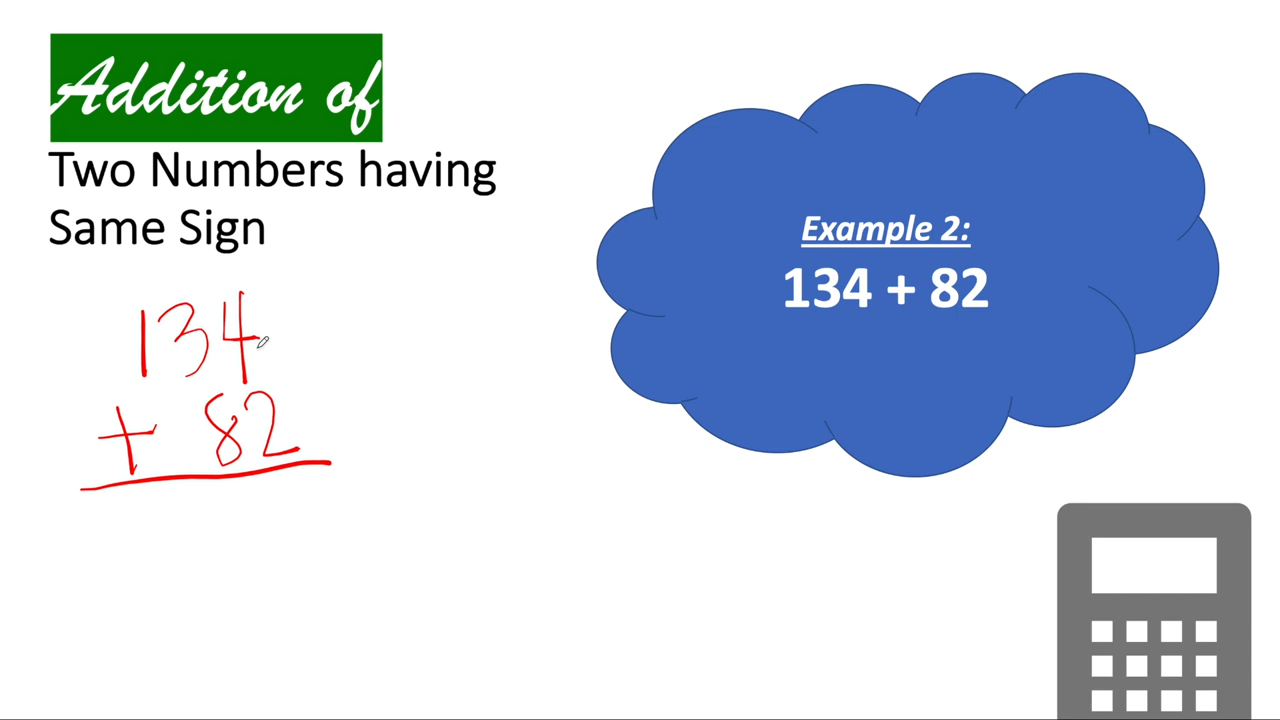 Addition of
Two Numbers having
Same Sign
134
+ 82
Example 2:
134 + 82